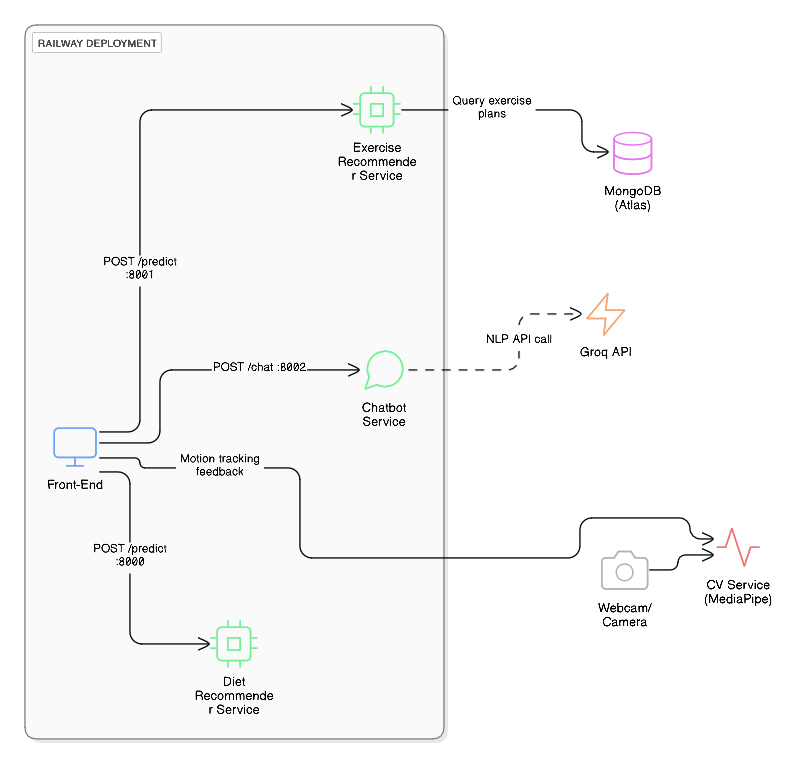 RAILWAY DEPLOYMENT
Query exercise
plans
Exercise
Recommende
r Service
MongoDB
(Atlas)
POST /predict
:8001
NLP API call
Groq API
POST /chat :8002
Chatbot
Service
Motion tracking
feedback
Front-End
POST /predict
:8000
CV Service
(MediaPipe)
Webcam/
Camera
Diet
Recommende
r Service